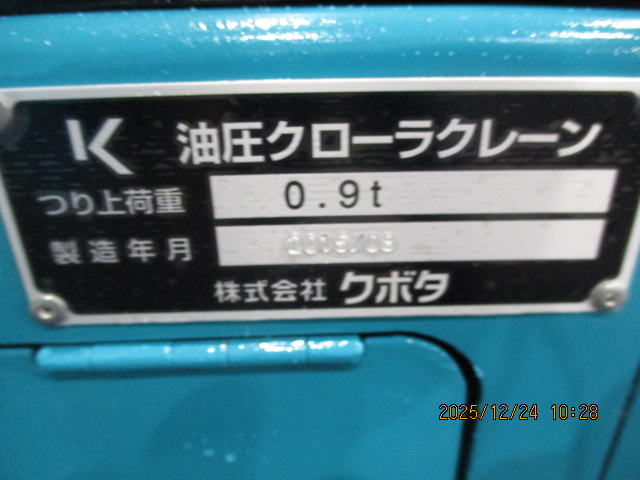 K 油圧クローラクレーン
つり上荷重 0.9t
製造年月
株式会社 クボタ
2025/12/24 10:28